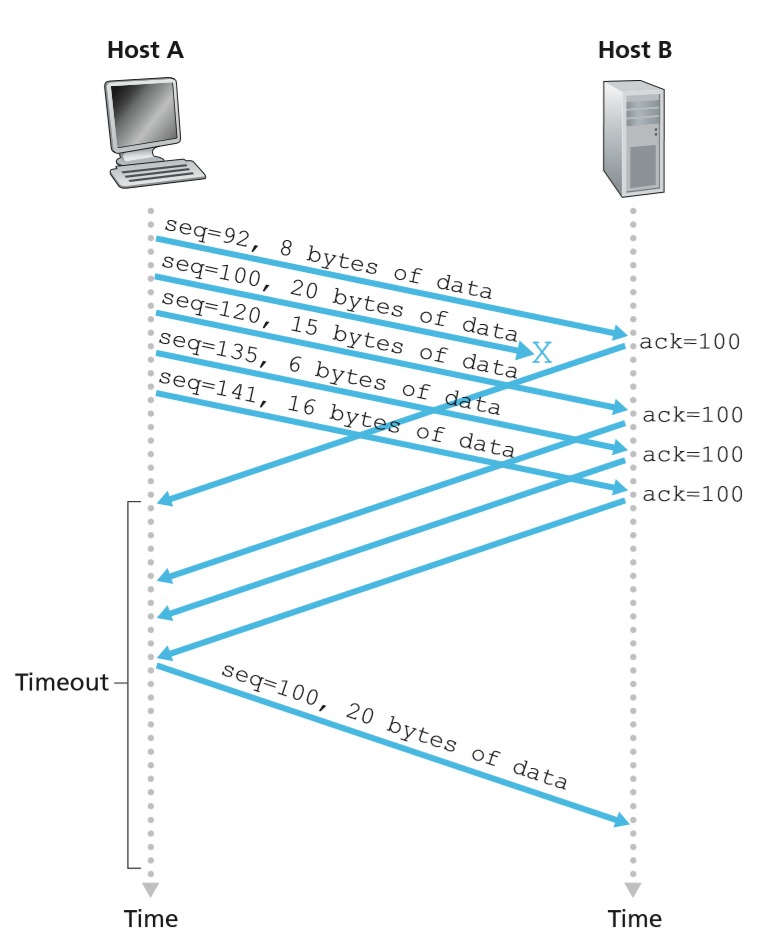 Host A
Host B
seq=92, 8 bytes of data
seq=100, 20 bytes of data
X
seq=120, 15 bytes of data
seq=135, 6 bytes of data
seq=141, 16 bytes of data
ack=100
ack=100
ack=100
ack=100
Timeout
seq=100, 20 bytes of data
Time
Time